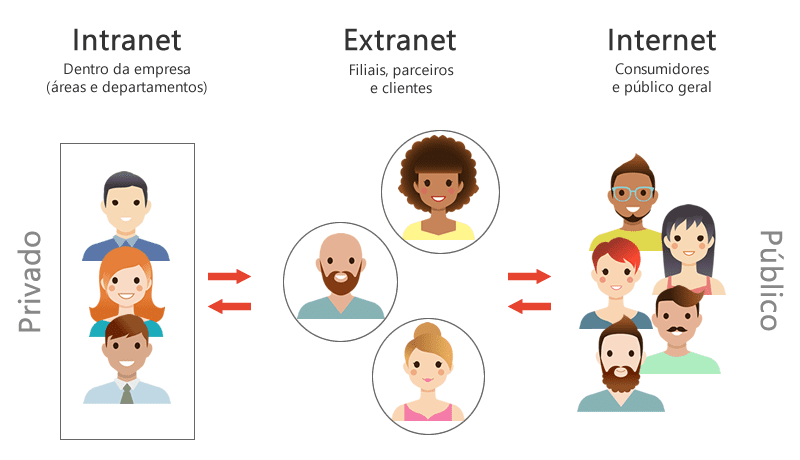 Intranet
Dentro da empresa
(áreas e departamentos)
Extranet
Filiais, parceiros
e clientes
Internet
Consumidores
e público geral
Privado
Público